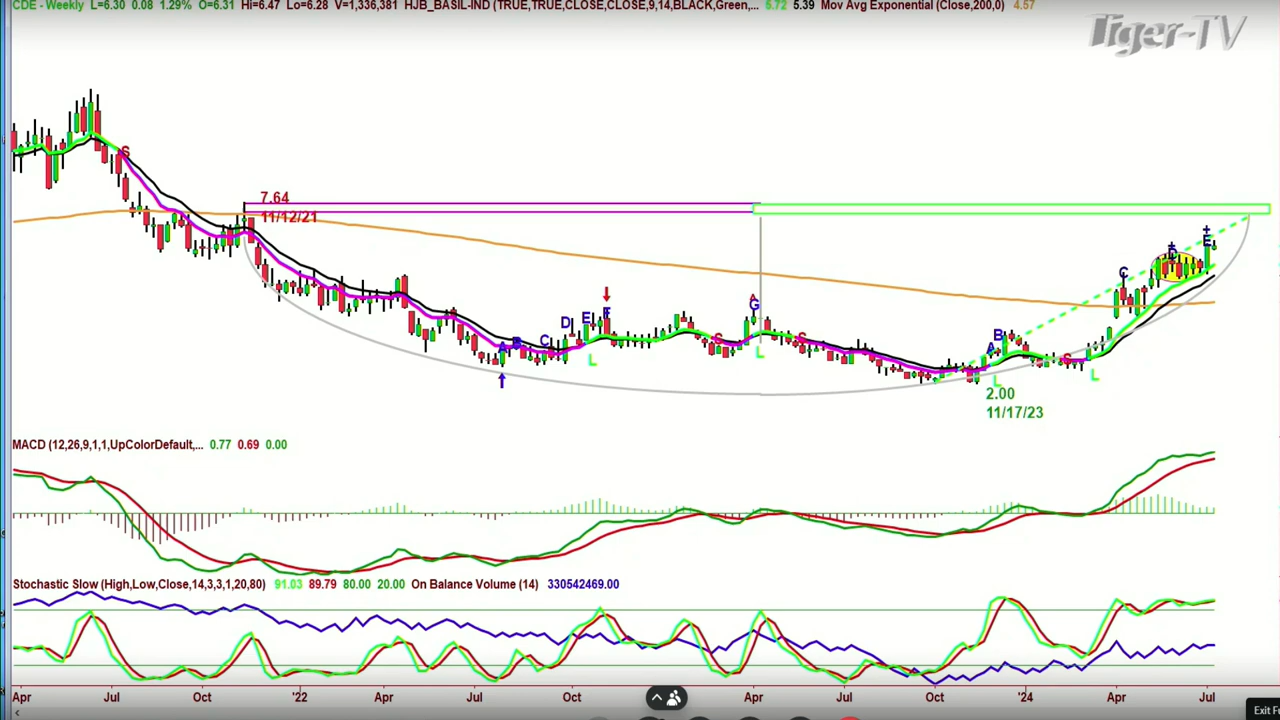 CDE - Weekly L=6.30 0.08 1.29% O=6.31 Hi=6.47 Lo=6.28 V=1,336,381 HJB_BASIL-IND (TRUE,TRUE,CLOSE,CLOSE,9,14,BLACK,Green,... 5.72 5.39 Mov Avg Exponential (Close,200,0) 4.57
Tiger-TV
S
7.64
11/12/21
A B C D E F
L
S
G
L
S
A B
L
2.00
11/17/23
S
L
C
D
E
MACD (12,26,9,1,1,UpColorDefault,... 0.77 0.69 0.00
Stochastic Slow (High,Low,Close,14,3,3,1,20,80) 91.03 89.79 80.00 20.00 On Balance Volume (14) 330542469.00
Apr Jul Oct '22 Apr Jul Oct Apr Jul Oct '24 Apr Jul
Exit